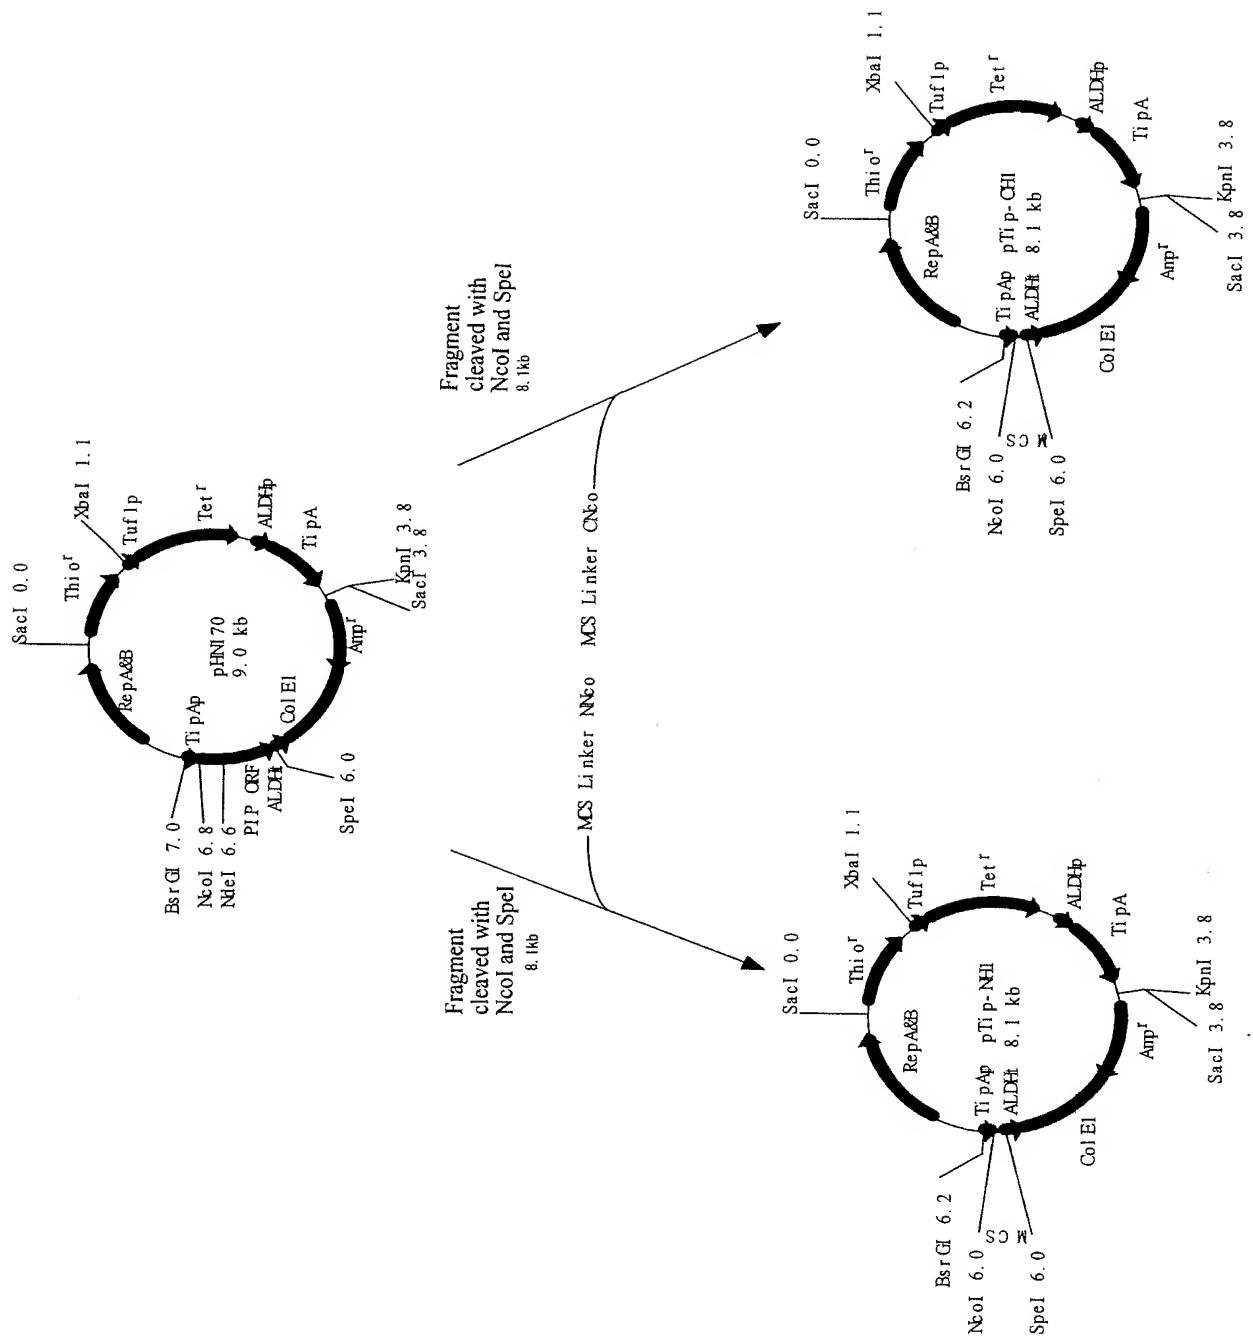 SacI 0.0
XbaI 1.1
Thio^r
Tuf1p
Tet^r
ALDHp
TipA
KpnI 3.8
SacI 3.8
Amp^r
ColE1
RepA&B
pHN170
9.0 kb
TipAp
BsrGI 7.0
NcoI 6.8
NdeI 6.6
PIP ORF
ALDHt
SpeI 6.0
Fragment
cleaved with
NcoI and SpeI
8.1kb
Fragment
cleaved with
NcoI and SpeI
8.1kb
MCS Linker NNco
MCS Linker CNco
SacI 0.0
XbaI 1.1
Thio^r
Tuf1p
Tet^r
ALDHp
TipA
KpnI 3.8
SacI 3.8
Amp^r
ColE1
RepA&B
TipAp
pTip-NH1
ALDHt
8.1 kb
BsrGI 6.2
NcoI 6.0
MCS
SpeI 6.0
SacI 0.0
XbaI 1.1
Thio^r
Tuf1p
Tet^r
ALDHp
TipA
KpnI 3.8
SacI 3.8
Amp^r
ColE1
RepA&B
TipAp
pTip-CH1
ALDHt
8.1 kb
BsrGI 6.2
NcoI 6.0
MCS
SpeI 6.0